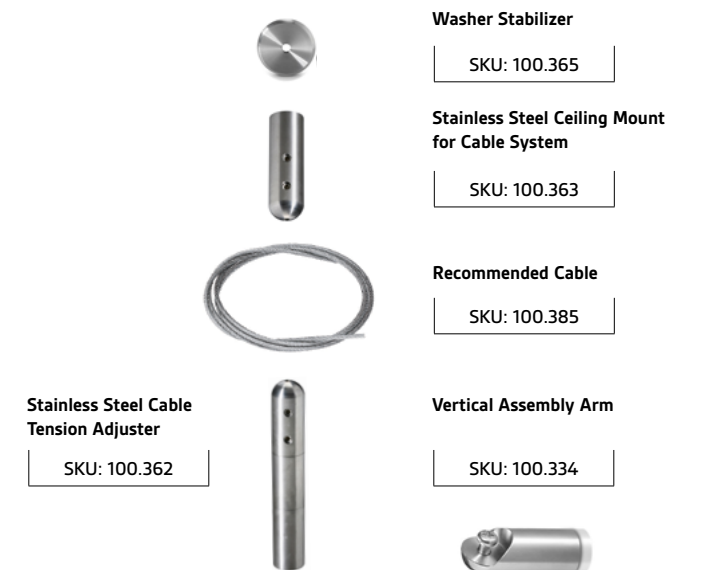 Washer Stabilizer
SKU: 100.365
Stainless Steel Ceiling Mount
for Cable System
SKU: 100.363
Recommended Cable
SKU: 100.385
Stainless Steel Cable
Tension Adjuster
SKU: 100.362
Vertical Assembly Arm
SKU: 100.334